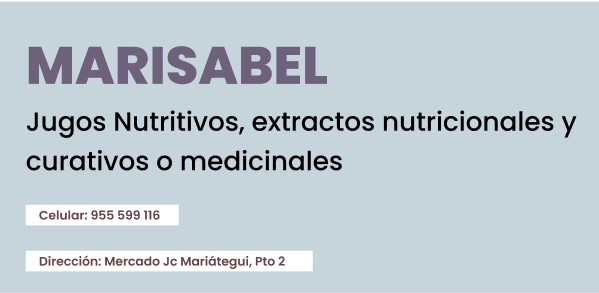 MARISABEL
Jugos Nutritivos, extractos nutricionales y
curativos o medicinales
Celular: 955 599 116
Dirección: Mercado Jc Mariátegui, Pto 2